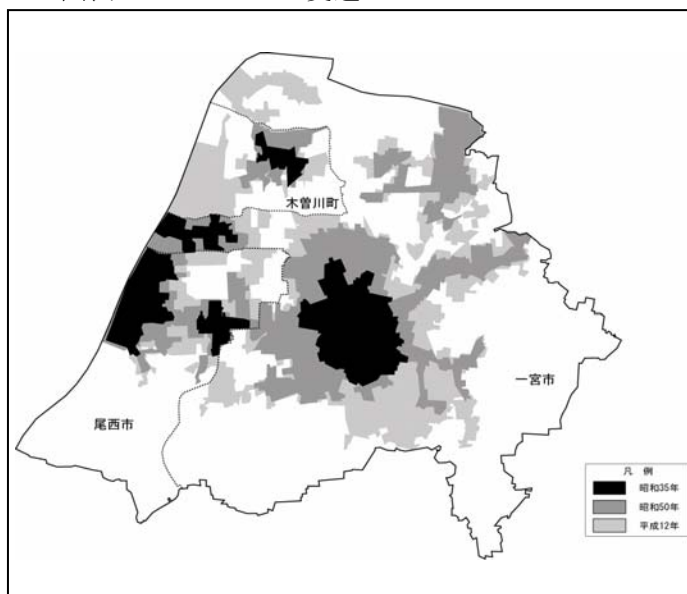 木曽川町
一宮市
尾西市
凡 例
昭和35年
昭和50年
平成12年